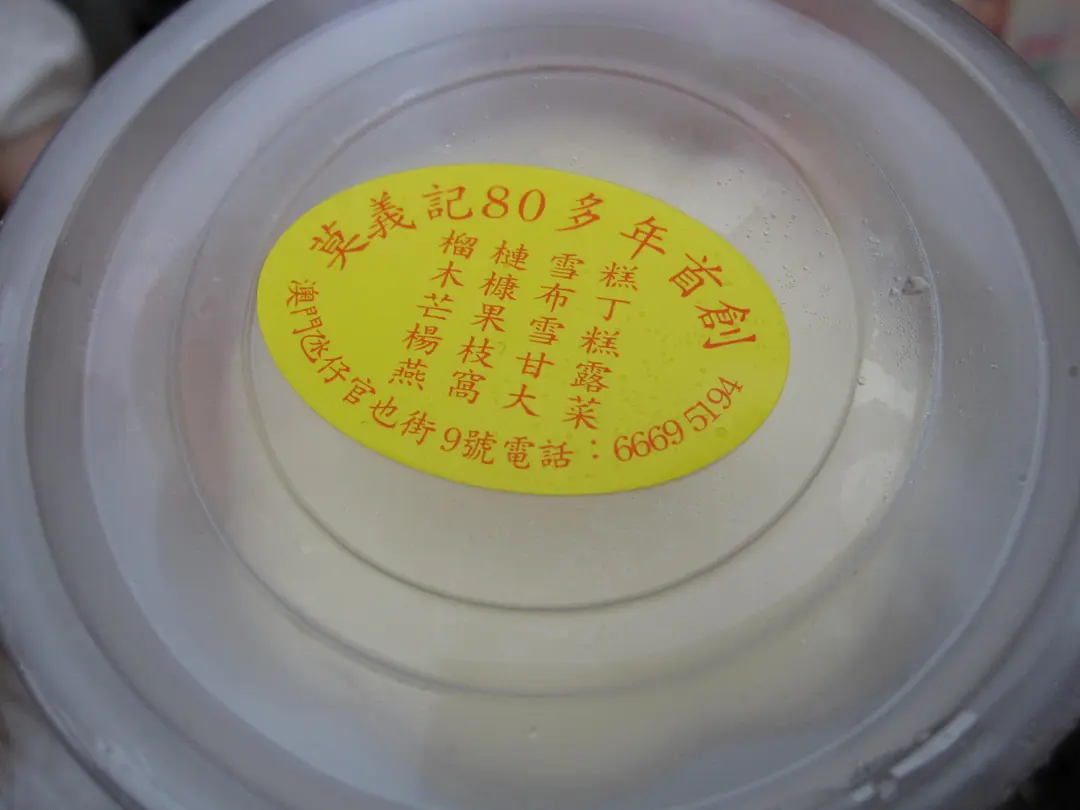 莫義記80多年首創
榴槤雪糕
木槺布丁
芒果雪糕
楊枝甘露
燕窩大菜
澳門氹仔官也街9號電話：6669 5194